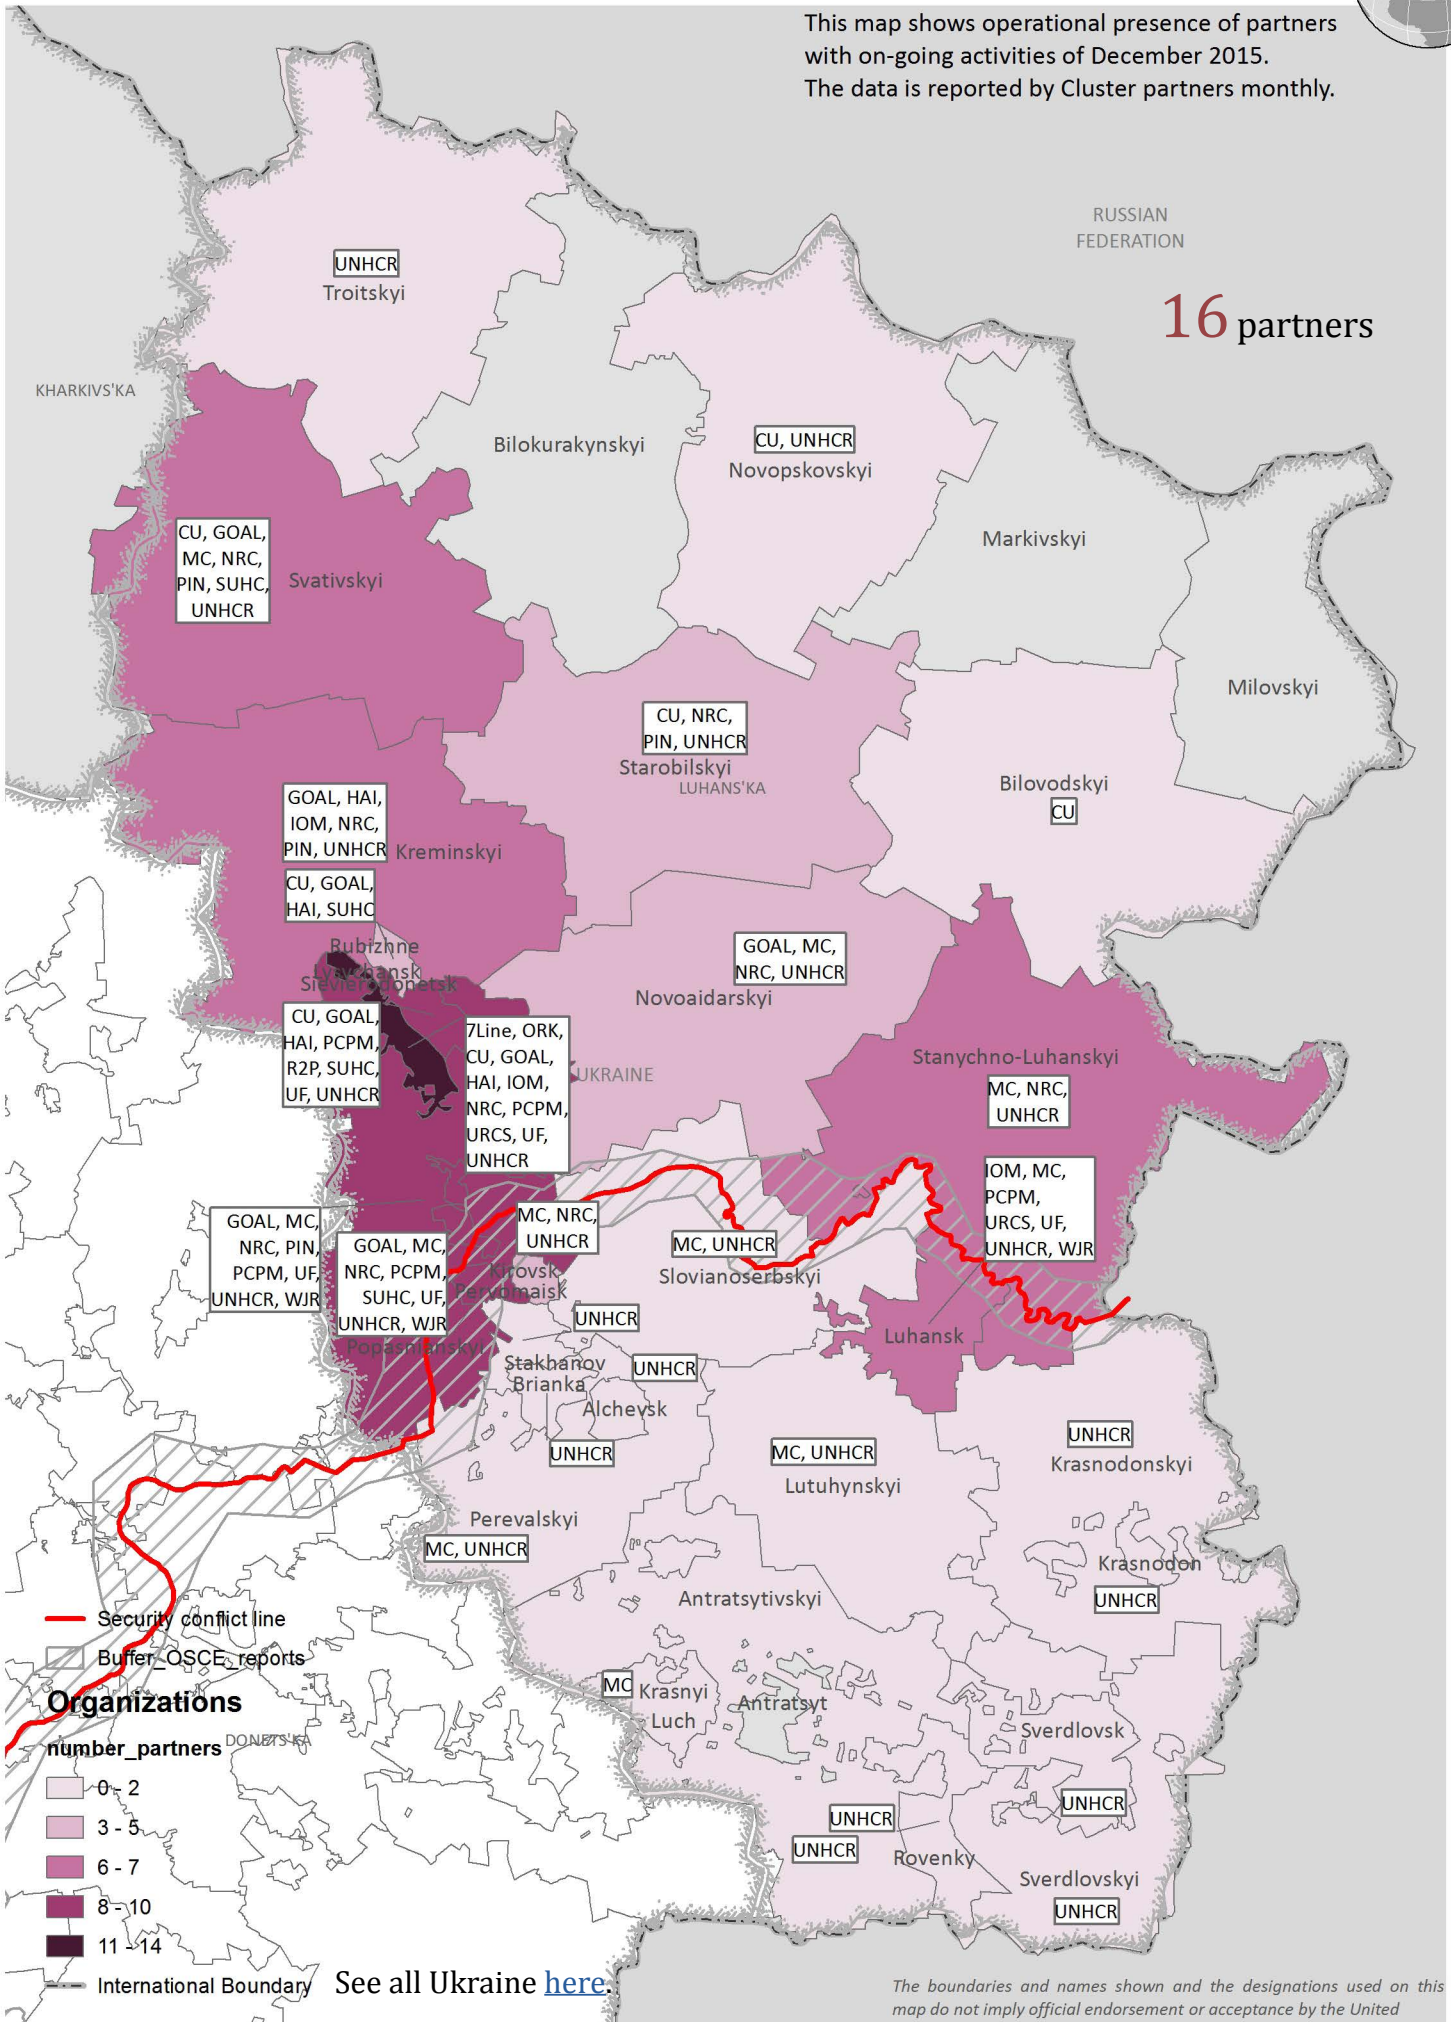 This map shows operational presence of partners
with on-going activities of December 2015.
The data is reported by Cluster partners monthly.
RUSSIAN
FEDERATION
16 partners
UNHCR
Troitskyi
KHARKIVS'KA
Bilokurakynskyi
CU, UNHCR
Novopskovskyi
Markivskyi
CU, GOAL,
MC, NRC,
PIN, SUHC,
UNHCR
Svativskyi
Milovskyi
CU, NRC,
PIN, UNHCR
Starobilskyi
LUHANS'KA
Bilovodskyi
CU
GOAL, HAI,
IOM, NRC,
PIN, UNHCR
Kreminskyi
CU, GOAL,
HAI, SUHC
Rubizhne
Lysychansk
Sievierodonetsk
GOAL, MC,
NRC, UNHCR
Novoaidarskyi
CU, GOAL,
HAI, PCPM,
R2P, SUHC,
UF, UNHCR
7Line, ORK,
CU, GOAL,
HAI, IOM,
NRC, PCPM,
URCS, UF,
UNHCR
UKRAINE
Stanychno-Luhanskyi
MC, NRC,
UNHCR
IOM, MC,
PCPM,
URCS, UF,
UNHCR, WJR
GOAL, MC,
NRC, PIN,
PCPM, UF,
UNHCR, WJR
GOAL, MC,
NRC, PCPM,
SUHC, UF,
UNHCR, WJR
MC, NRC,
UNHCR
MC, UNHCR
Slovianoserbskyi
Kirovsk
Pervomaisk
UNHCR
Luhansk
Popasnianskyi
Stakhanov
UNHCR
Brianka
Alchevsk
UNHCR
MC, UNHCR
Lutuhynskyi
UNHCR
Krasnodonskyi
Perevalskyi
MC, UNHCR
Krasnodon
UNHCR
Antratsytivskyi
Security conflict line
Buffer_OSCE_reports
MC
Krasnyi
Luch
Antratsyt
Organizations
number_partners
DONETS'KA
Sverdlovsk
0 - 2
UNHCR
UNHCR
3 - 5
UNHCR
Rovenky
6 - 7
Sverdlovskyi
8 - 10
UNHCR
11 - 14
International Boundary
See all Ukraine here.
The boundaries and names shown and the designations used on this
map do not imply official endorsement or acceptance by the United